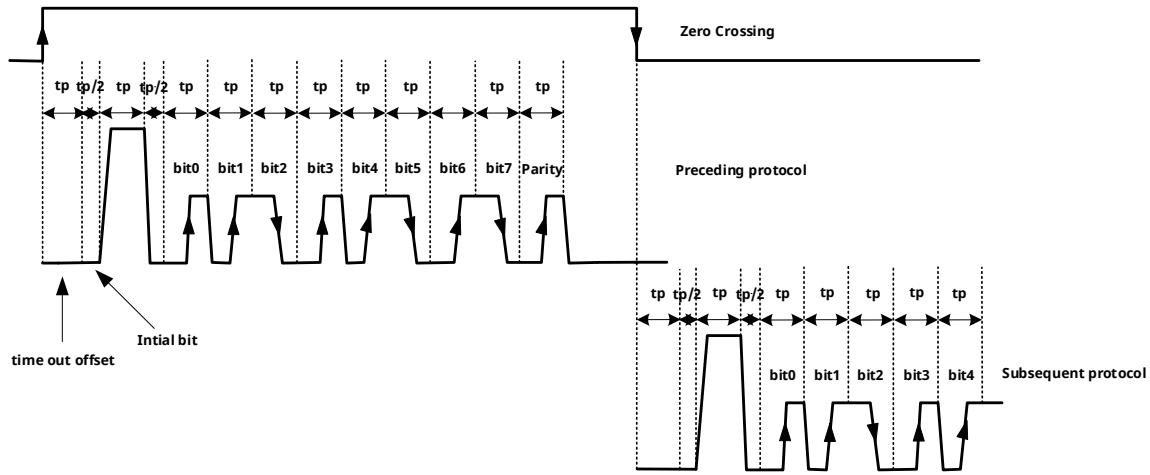 Zero Crossing
tp tp/2 tp tp/2 tp tp tp tp tp tp tp tp
bit0 bit1 bit2 bit3 bit4 bit5 bit6 bit7 Parity
Preceding protocol
Intial bit
time out offset
tp tp/2 tp tp/2 tp tp tp tp tp
bit0 bit1 bit2 bit3 bit4
Subsequent protocol